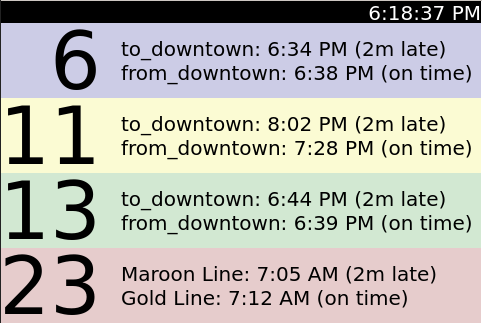 6:18:37 PM
6
to_downtown: 6:34 PM (2m late)
from_downtown: 6:38 PM (on time)
11
to_downtown: 8:02 PM (2m late)
from_downtown: 7:28 PM (on time)
13
to_downtown: 6:44 PM (2m late)
from_downtown: 6:39 PM (on time)
23
Maroon Line: 7:05 AM (2m late)
Gold Line: 7:12 AM (on time)